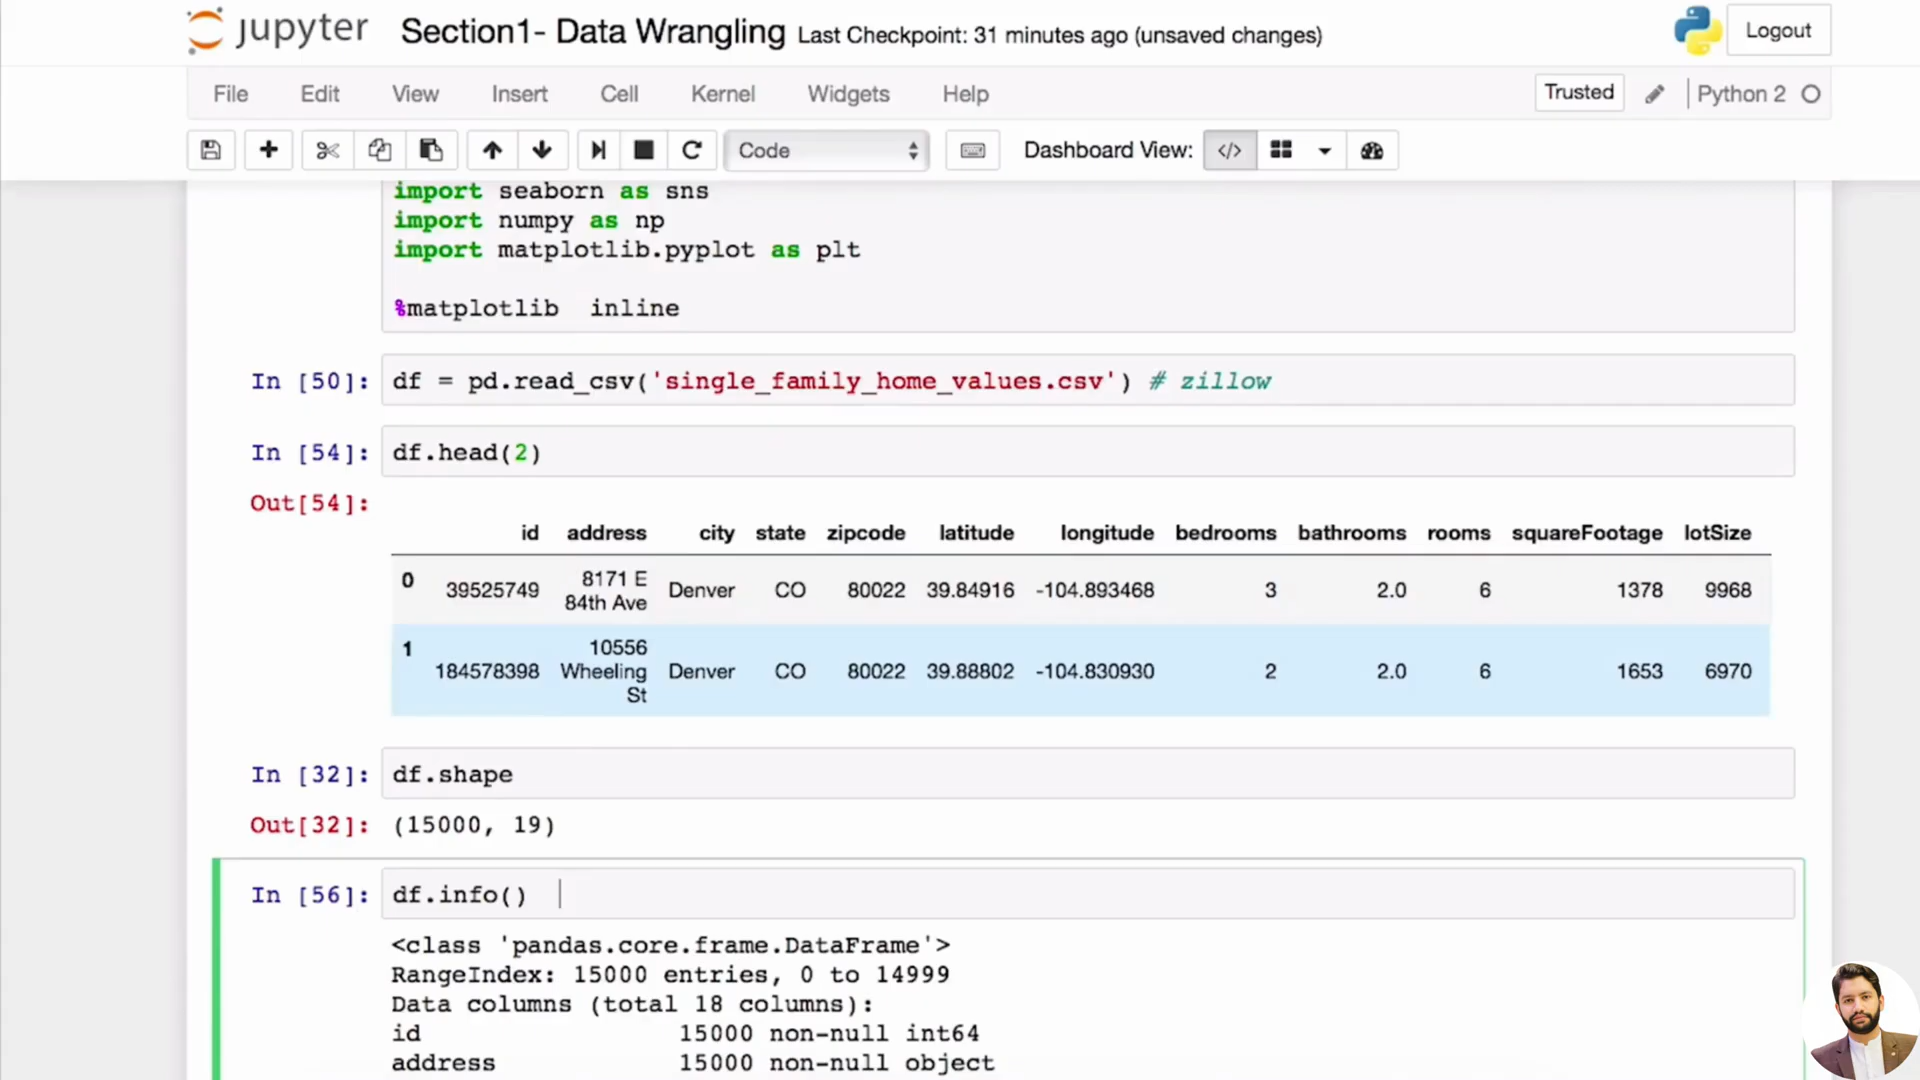 jupyter Section1- Data Wrangling Last Checkpoint: 31 minutes ago (unsaved changes) Logout
File Edit View Insert Cell Kernel Widgets Help Trusted Python 2
Code Dashboard View: </>
import seaborn as sns
import numpy as np
import matplotlib.pyplot as plt
%matplotlib inline
In [50]: df = pd.read_csv('single_family_home_values.csv') # zillow
In [54]: df.head(2)
Out[54]:
id address city state zipcode latitude longitude bedrooms bathrooms rooms squareFootage lotSize
0 39525749 8171 E 84th Ave Denver CO 80022 39.84916 -104.893468 3 2.0 6 1378 9968
1 184578398 10556 Wheeling St Denver CO 80022 39.88802 -104.830930 2 2.0 6 1653 6970
In [32]: df.shape
Out[32]: (15000, 19)
In [56]: df.info()
<class 'pandas.core.frame.DataFrame'>
RangeIndex: 15000 entries, 0 to 14999
Data columns (total 18 columns):
id 15000 non-null int64
address 15000 non-null object